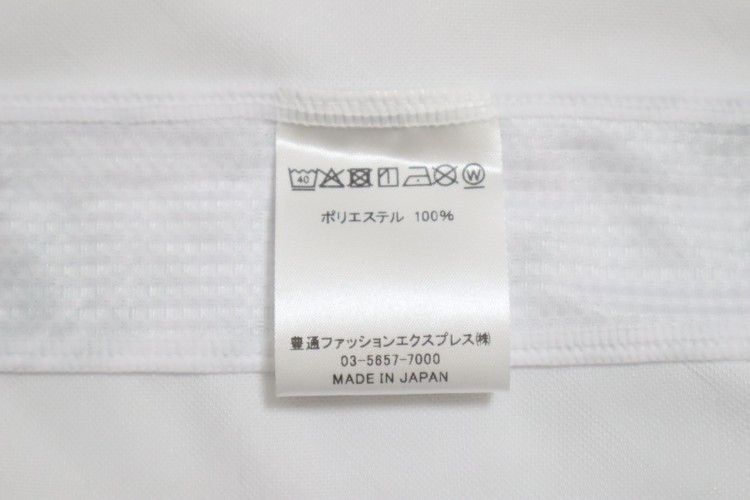 40
W
ポリエステル 100%
豊通ファッションエクスプレス㈱
03-5657-7000
MADE IN JAPAN